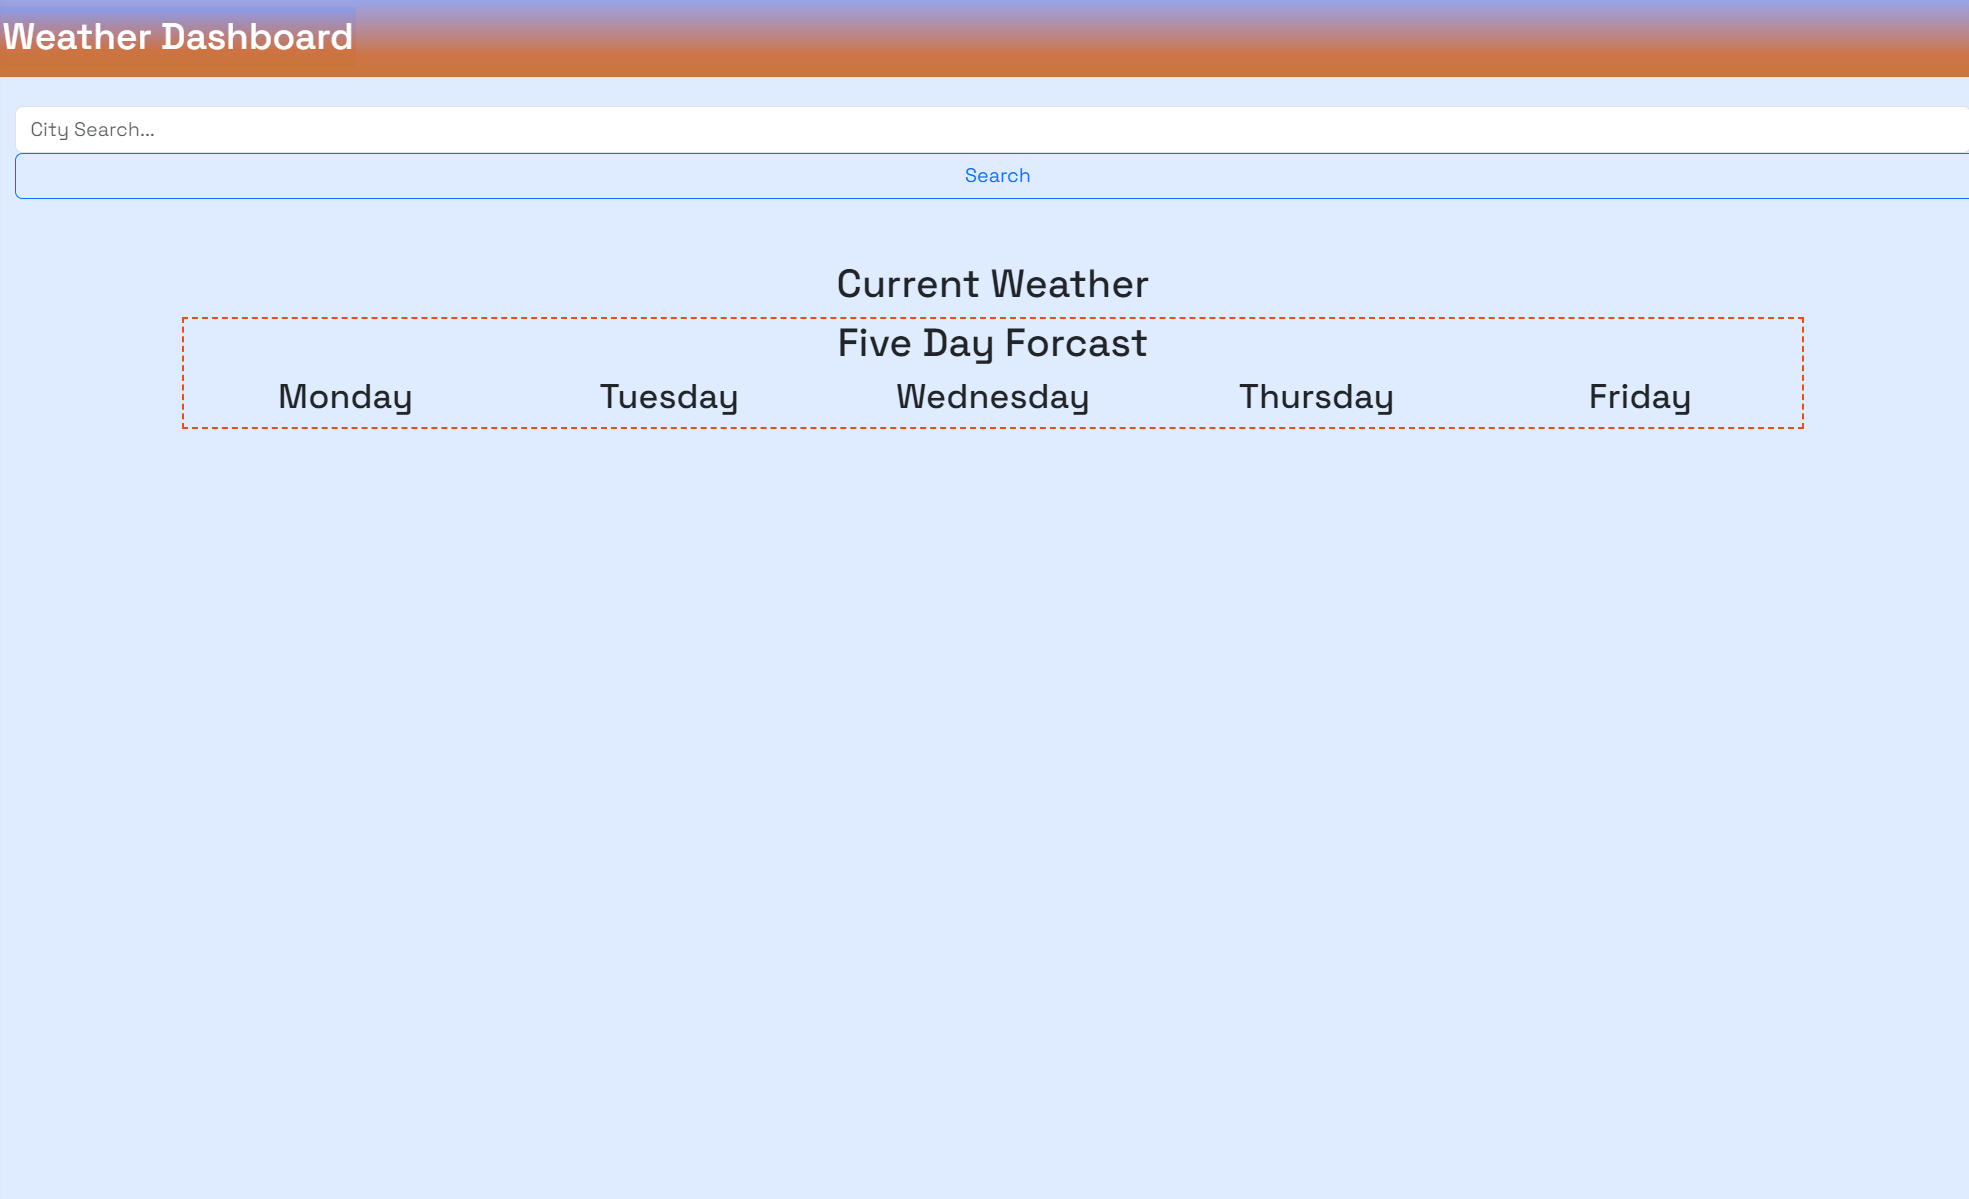 Weather Dashboard
City Search...
Search
Current Weather
Five Day Forcast
Monday Tuesday Wednesday Thursday Friday